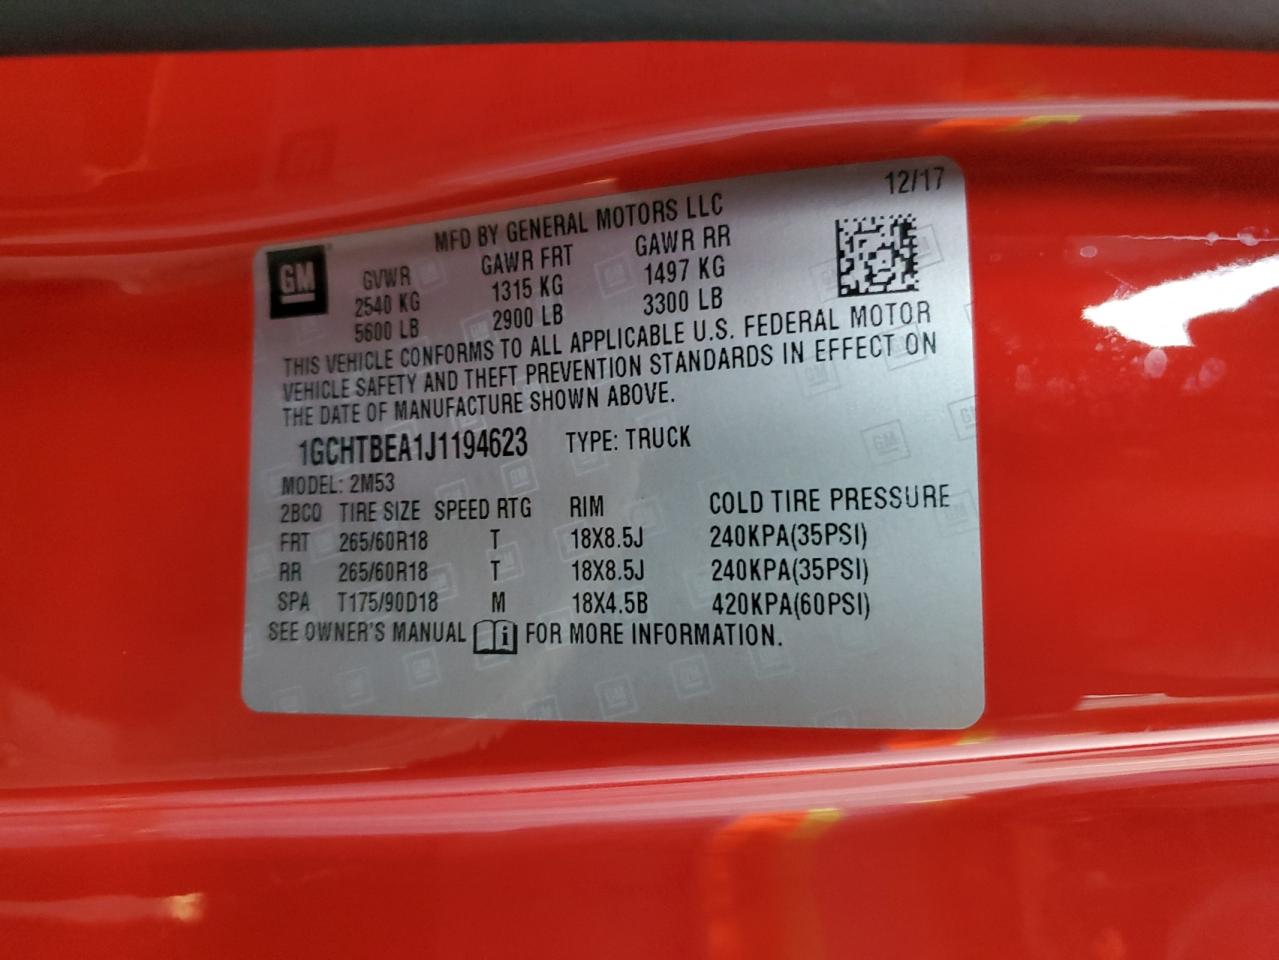 12/17
MFD BY GENERAL MOTORS LLC
GM
GVWR GAWR FRT GAWR RR
2540 KG 1315 KG 1497 KG
5600 LB 2900 LB 3300 LB
THIS VEHICLE CONFORMS TO ALL APPLICABLE U.S. FEDERAL MOTOR
VEHICLE SAFETY AND THEFT PREVENTION STANDARDS IN EFFECT ON
THE DATE OF MANUFACTURE SHOWN ABOVE.
1GCHTBEA1J1194623 TYPE: TRUCK
MODEL: 2M53
2BCQ TIRE SIZE SPEED RTG RIM COLD TIRE PRESSURE
FRT 265/60R18 T 18X8.5J 240KPA(35PSI)
RR 265/60R18 T 18X8.5J 240KPA(35PSI)
SPA T175/90D18 M 18X4.5B 420KPA(60PSI)
SEE OWNER'S MANUAL i FOR MORE INFORMATION.